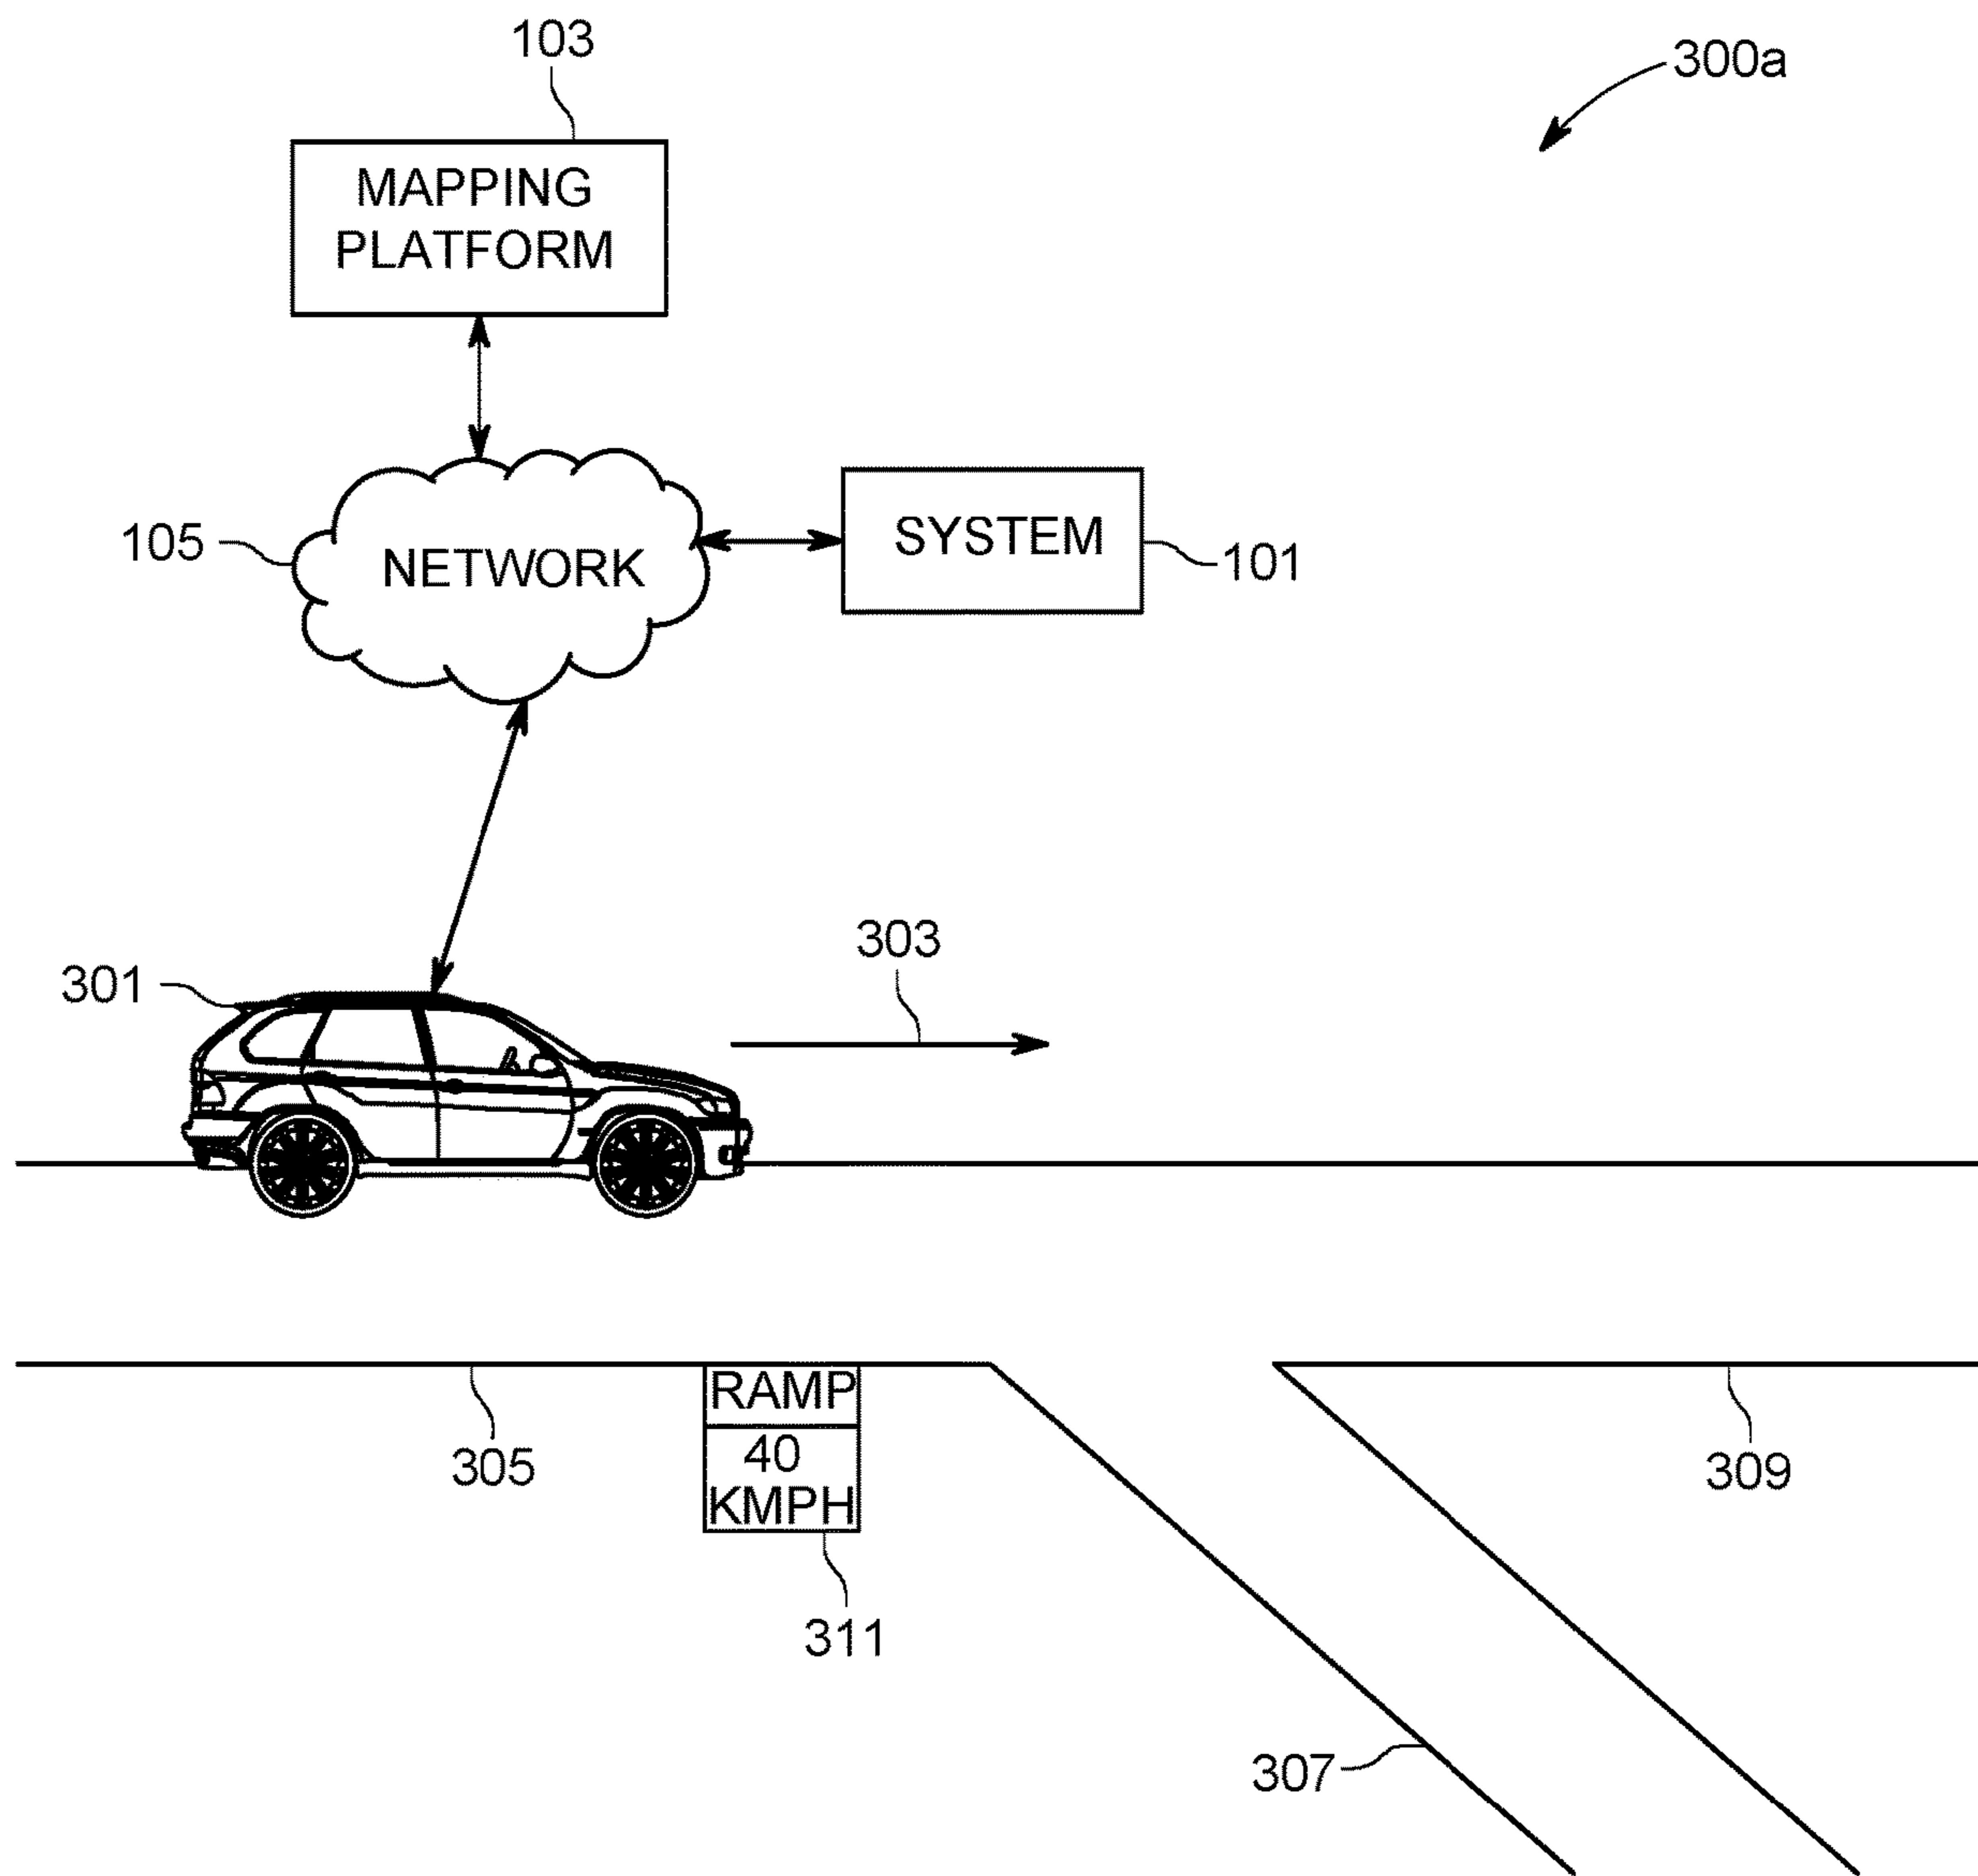 103
300a
MAPPING
PLATFORM
105
NETWORK
SYSTEM
101
303
301
RAMP
305
40
KMPH
309
311
307